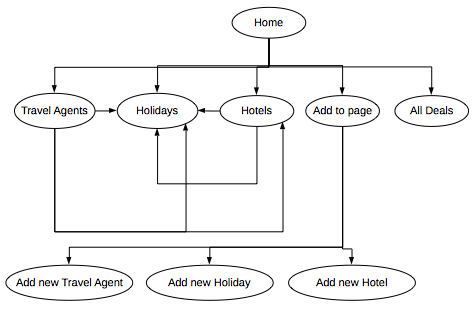 Home
Travel Agents
Holidays
Hotels
Add to page
All Deals
Add new Travel Agent
Add new Holiday
Add new Hotel